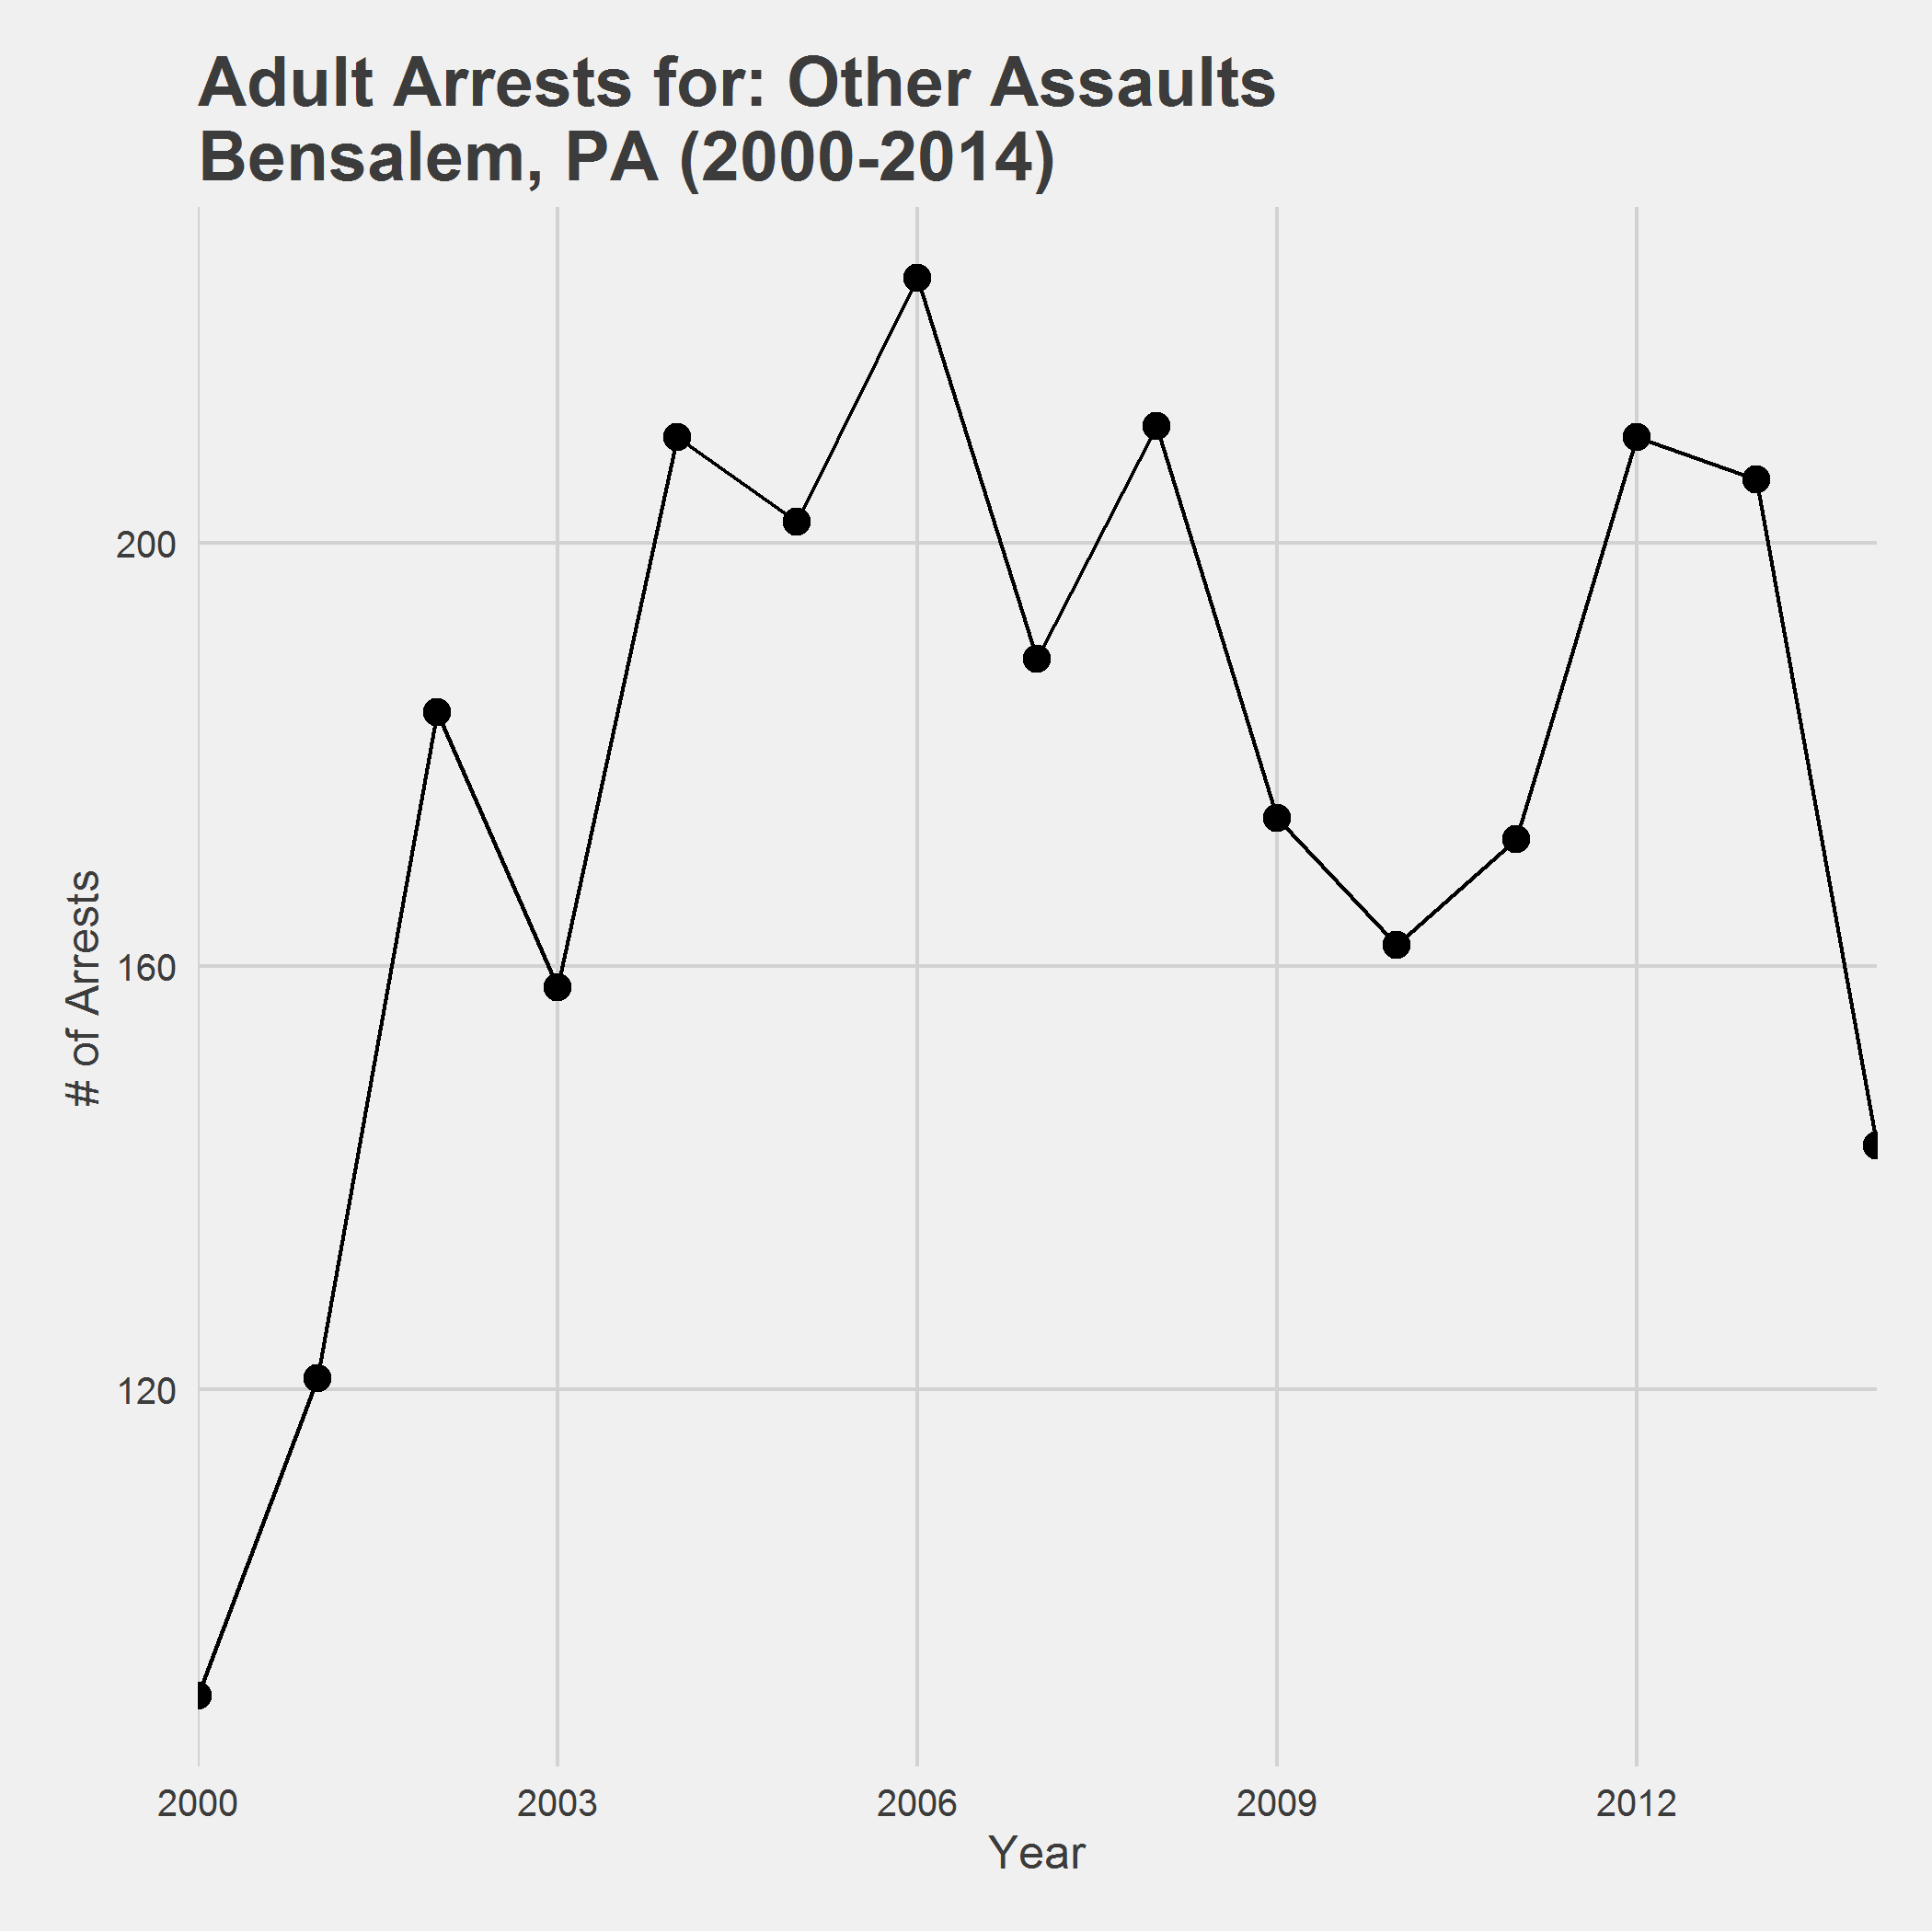 Adult Arrests for: Other Assaults
Bensalem, PA (2000-2014)
200
160
120
# of Arrests
2000 2003 2006 2009 2012
Year